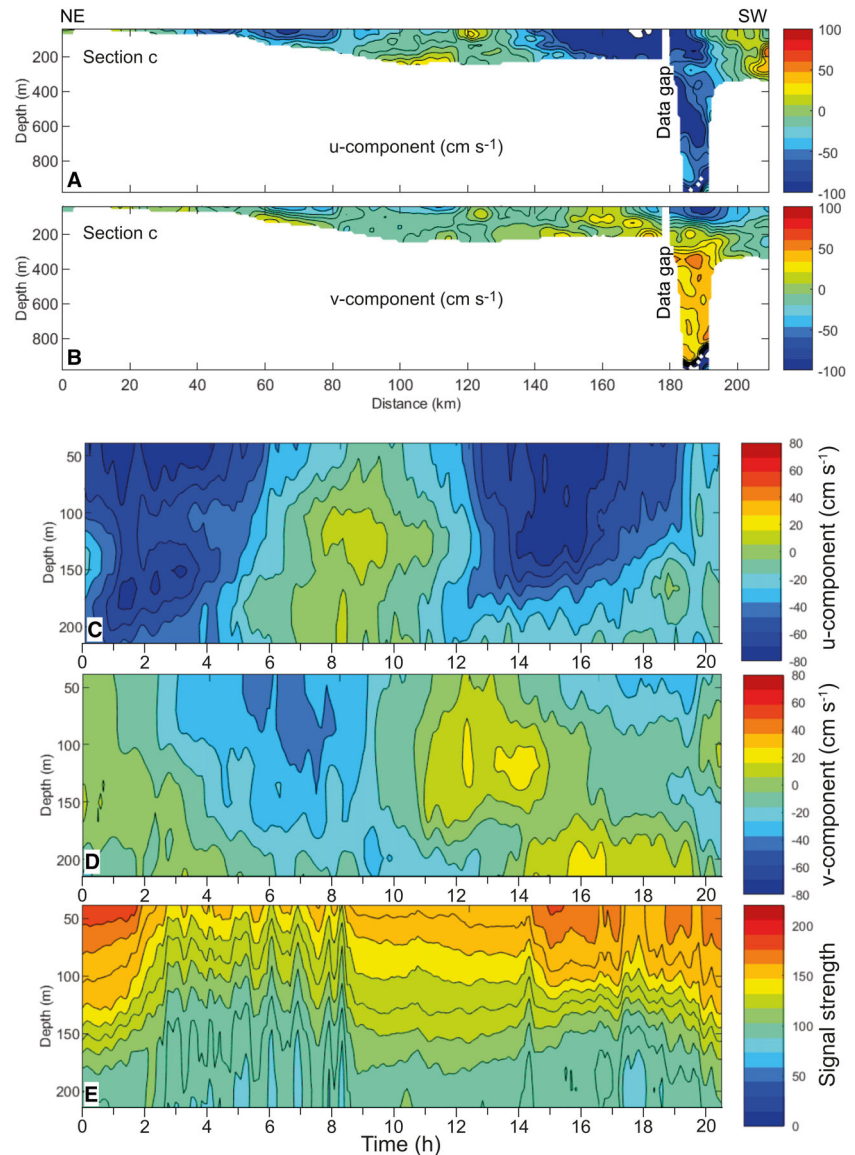 NE SW
Section c
u-component (cm s-1)
Data gap
A
Depth (m)
200
400
600
800
100
50
0
-50
-100
Section c
v-component (cm s-1)
Data gap
B
Depth (m)
200
400
600
800
0 20 40 60 80 100 120 140 160 180 200
Distance (km)
100
50
0
-50
-100
Depth (m)
50
100
150
200
C
0 2 4 6 8 10 12 14 16 18 20
80
60
40
20
0
-20
-40
-60
-80
u-component (cm s-1)
Depth (m)
50
100
150
200
D
0 2 4 6 8 10 12 14 16 18 20
80
60
40
20
0
-20
-40
-60
-80
v-component (cm s-1)
Depth (m)
50
100
150
200
E
0 2 4 6 8 10 12 14 16 18 20
Time (h)
200
150
100
50
0
Signal strength